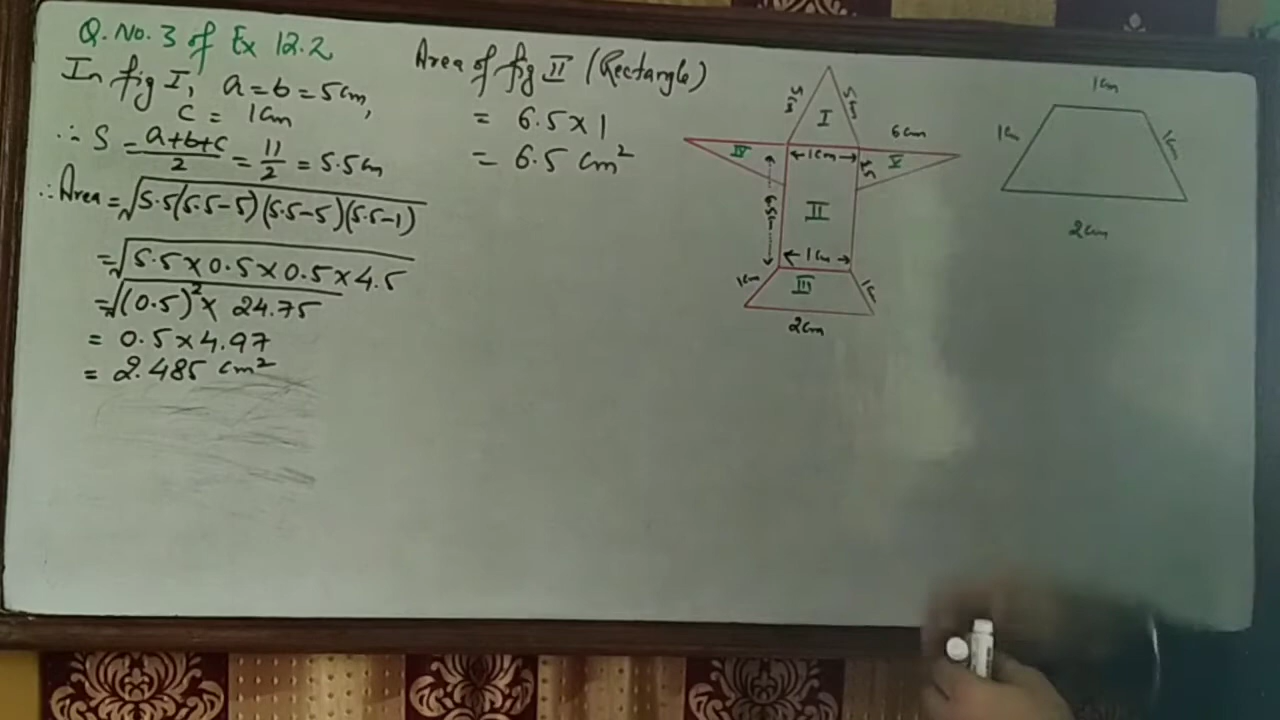 Q. No. 3 of Ex 12.2
In fig I, a = b = 5cm,
c = 1cm
∴ S = a+b+c/2 = 11/2 = 5.5cm
∴ Area = √5.5(5.5-5)(5.5-5)(5.5-1)
= √5.5 × 0.5 × 0.5 × 4.5
= √(0.5)² × 24.75
= 0.5 × 4.97
= 2.485 cm²
Area of fig II (Rectangle)
= 6.5 × 1
= 6.5 cm²
I
6cm
IV
1cm
V
II
1cm
1cm
III
2cm
1cm
1cm
1cm
2cm